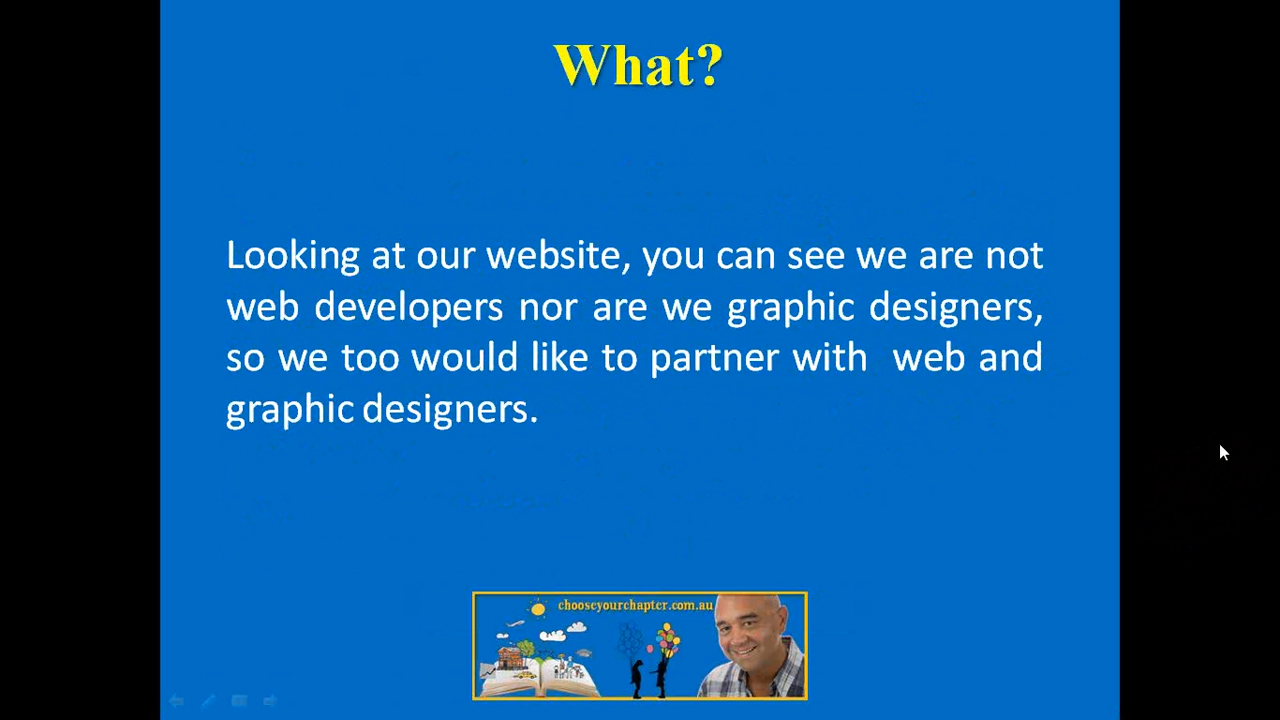 What?
Looking at our website, you can see we are not
web developers nor are we graphic designers,
so we too would like to partner with  web and
graphic designers.
chooseyourchapter.com.au